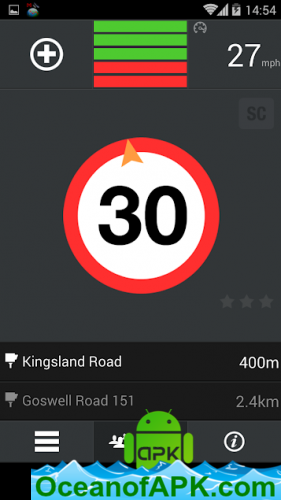 14:54
27 mph
SC
30
Kingsland Road 400m
Goswell Road 151 2.4km
APK
OceanofAPK.com